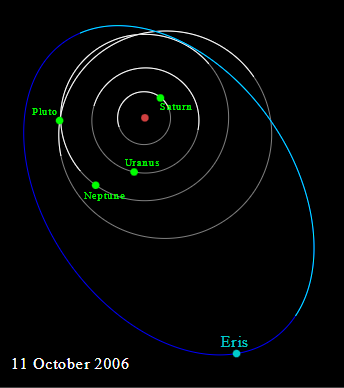 Saturn
Pluto
Uranus
Neptune
Eris
11 October 2006